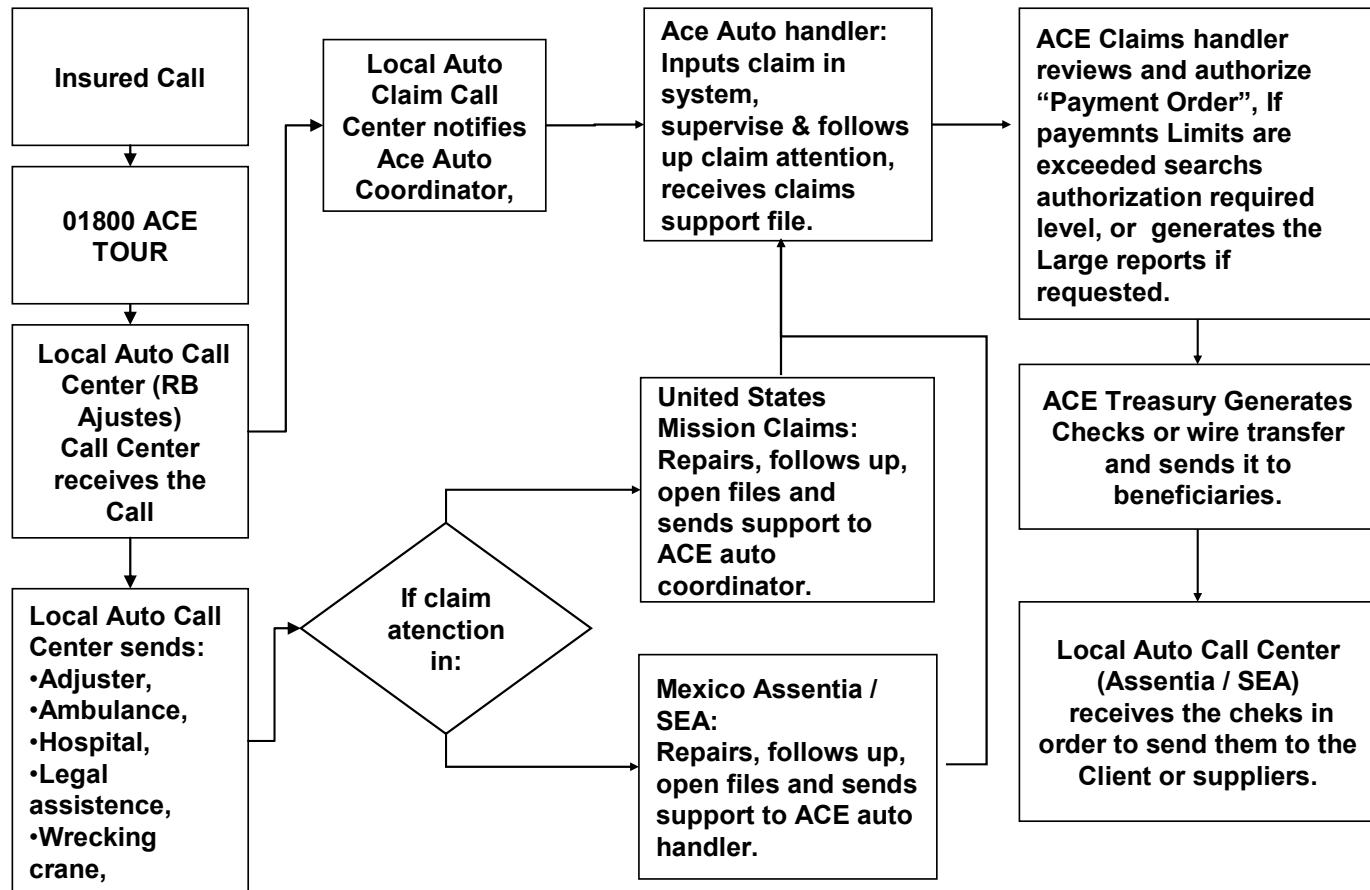 Insured Call
01800 ACE
TOUR
Local Auto Call
Center (RB
Ajustes)
Call Center
receives the
Call
Local Auto Call
Center sends:
•Adjuster,
•Ambulance,
•Hospital,
•Legal
assistence,
•Wrecking
crane,
Local Auto
Claim Call
Center notifies
Ace Auto
Coordinator,
If claim
atenction
in:
Ace Auto handler:
Inputs claim in
system,
supervise & follows
up claim attention,
receives claims
support file.
United States
Mission Claims:
Repairs, follows up,
open files and
sends support to
ACE auto
coordinator.
Mexico Assentia /
SEA:
Repairs, follows up,
open files and sends
support to ACE auto
handler.
ACE Claims handler
reviews and authorize
“Payment Order”, If
payemnts Limits are
exceeded searchs
authorization required
level, or generates the
Large reports if
requested.
ACE Treasury Generates
Checks or wire transfer
and sends it to
beneficiaries.
Local Auto Call Center
(Assentia / SEA)
receives the cheks in
order to send them to the
Client or suppliers.